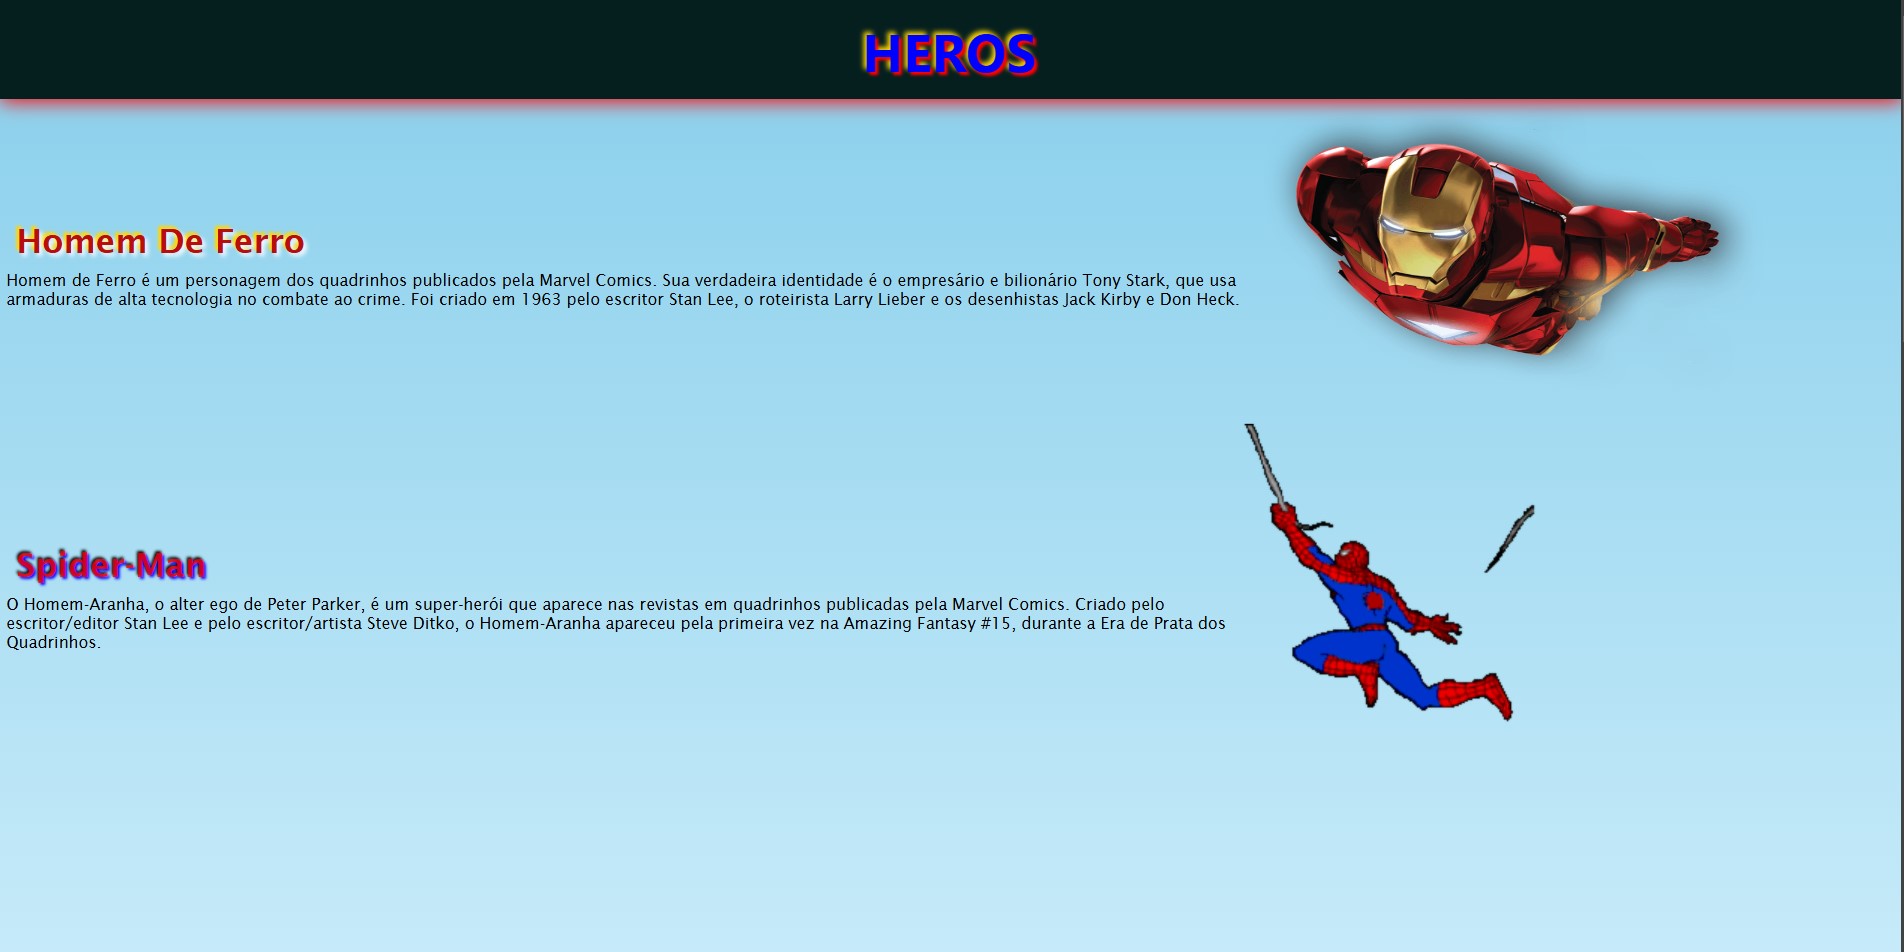 HEROS
Homem De Ferro
Homem de Ferro é um personagem dos quadrinhos publicados pela Marvel Comics. Sua verdadeira identidade é o empresário e bilionário Tony Stark, que usa
armaduras de alta tecnologia no combate ao crime. Foi criado em 1963 pelo escritor Stan Lee, o roteirista Larry Lieber e os desenhistas Jack Kirby e Don Heck.
Spider-Man
O Homem-Aranha, o alter ego de Peter Parker, é um super-herói que aparece nas revistas em quadrinhos publicadas pela Marvel Comics. Criado pelo
escritor/editor Stan Lee e pelo escritor/artista Steve Ditko, o Homem-Aranha apareceu pela primeira vez na Amazing Fantasy #15, durante a Era de Prata dos
Quadrinhos.